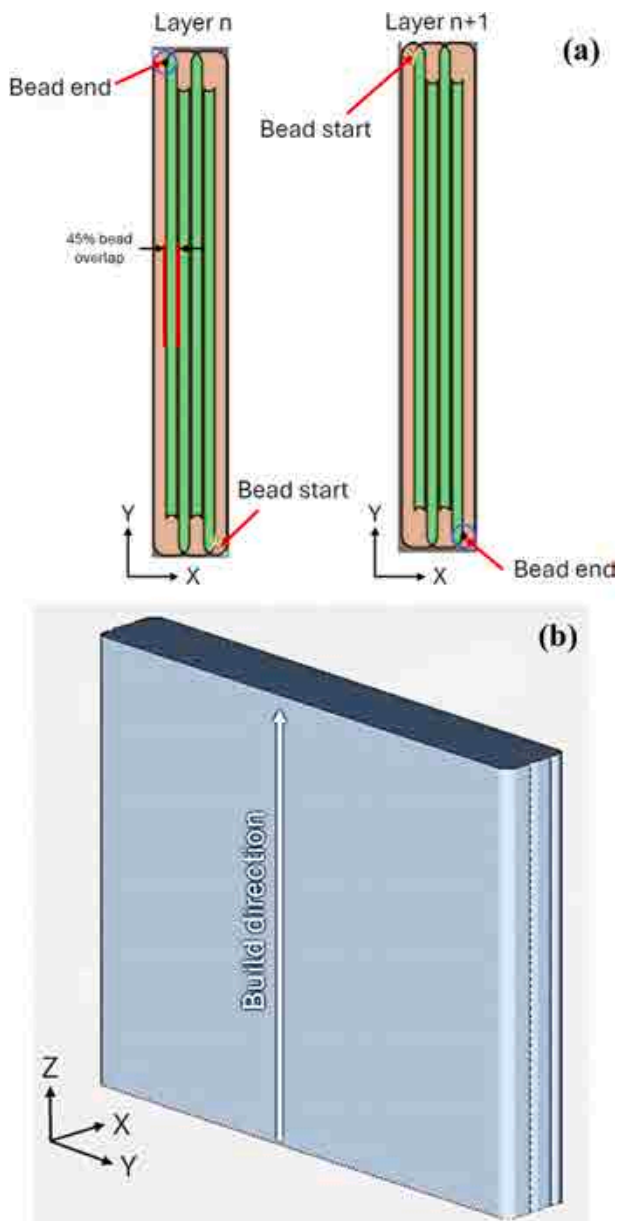 Layer n
Layer n+1
(a)
Bead end
Bead start
45% bead
overlap
Bead start
Y
X
Y
X
Bead end
(b)
Build direction
Z
X
Y